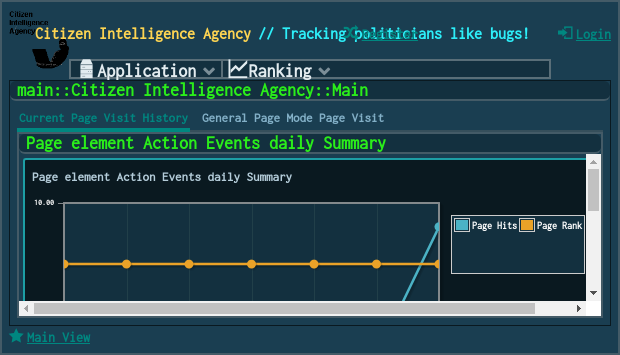 Citizen
Intelligence
Agency
Citizen Intelligence Agency // Tracking politicians like bugs!
Login
Application
Ranking
main::Citizen Intelligence Agency::Main
Current Page Visit History
General Page Mode Page Visit
Page element Action Events daily Summary
Page element Action Events daily Summary
10.00
Page Hits
Page Rank
Main View